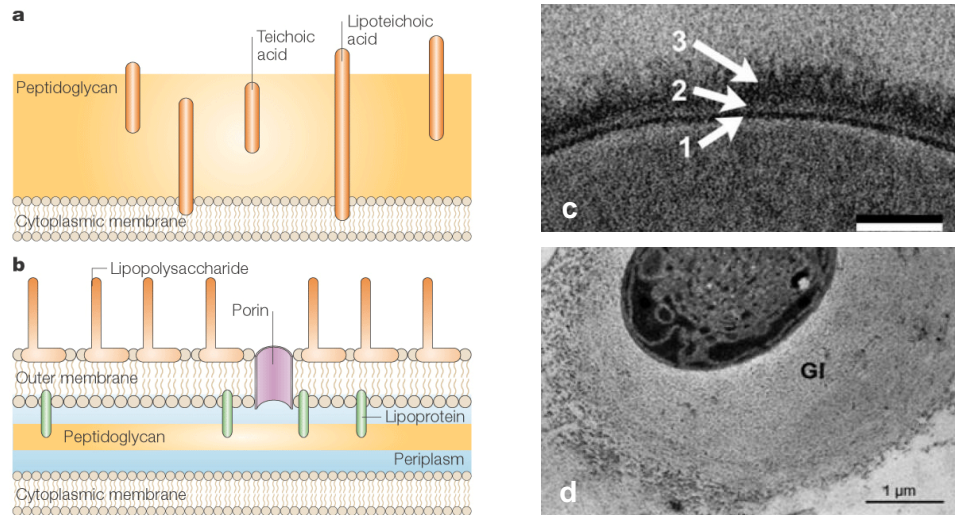 a
Teichoic
acid
Lipoteichoic
acid
Peptidoglycan
Cytoplasmic membrane
b
Lipopolysaccharide
Porin
Outer membrane
Lipoprotein
Peptidoglycan
Periplasm
Cytoplasmic membrane
3
2
1
c
Gl
d
1 µm